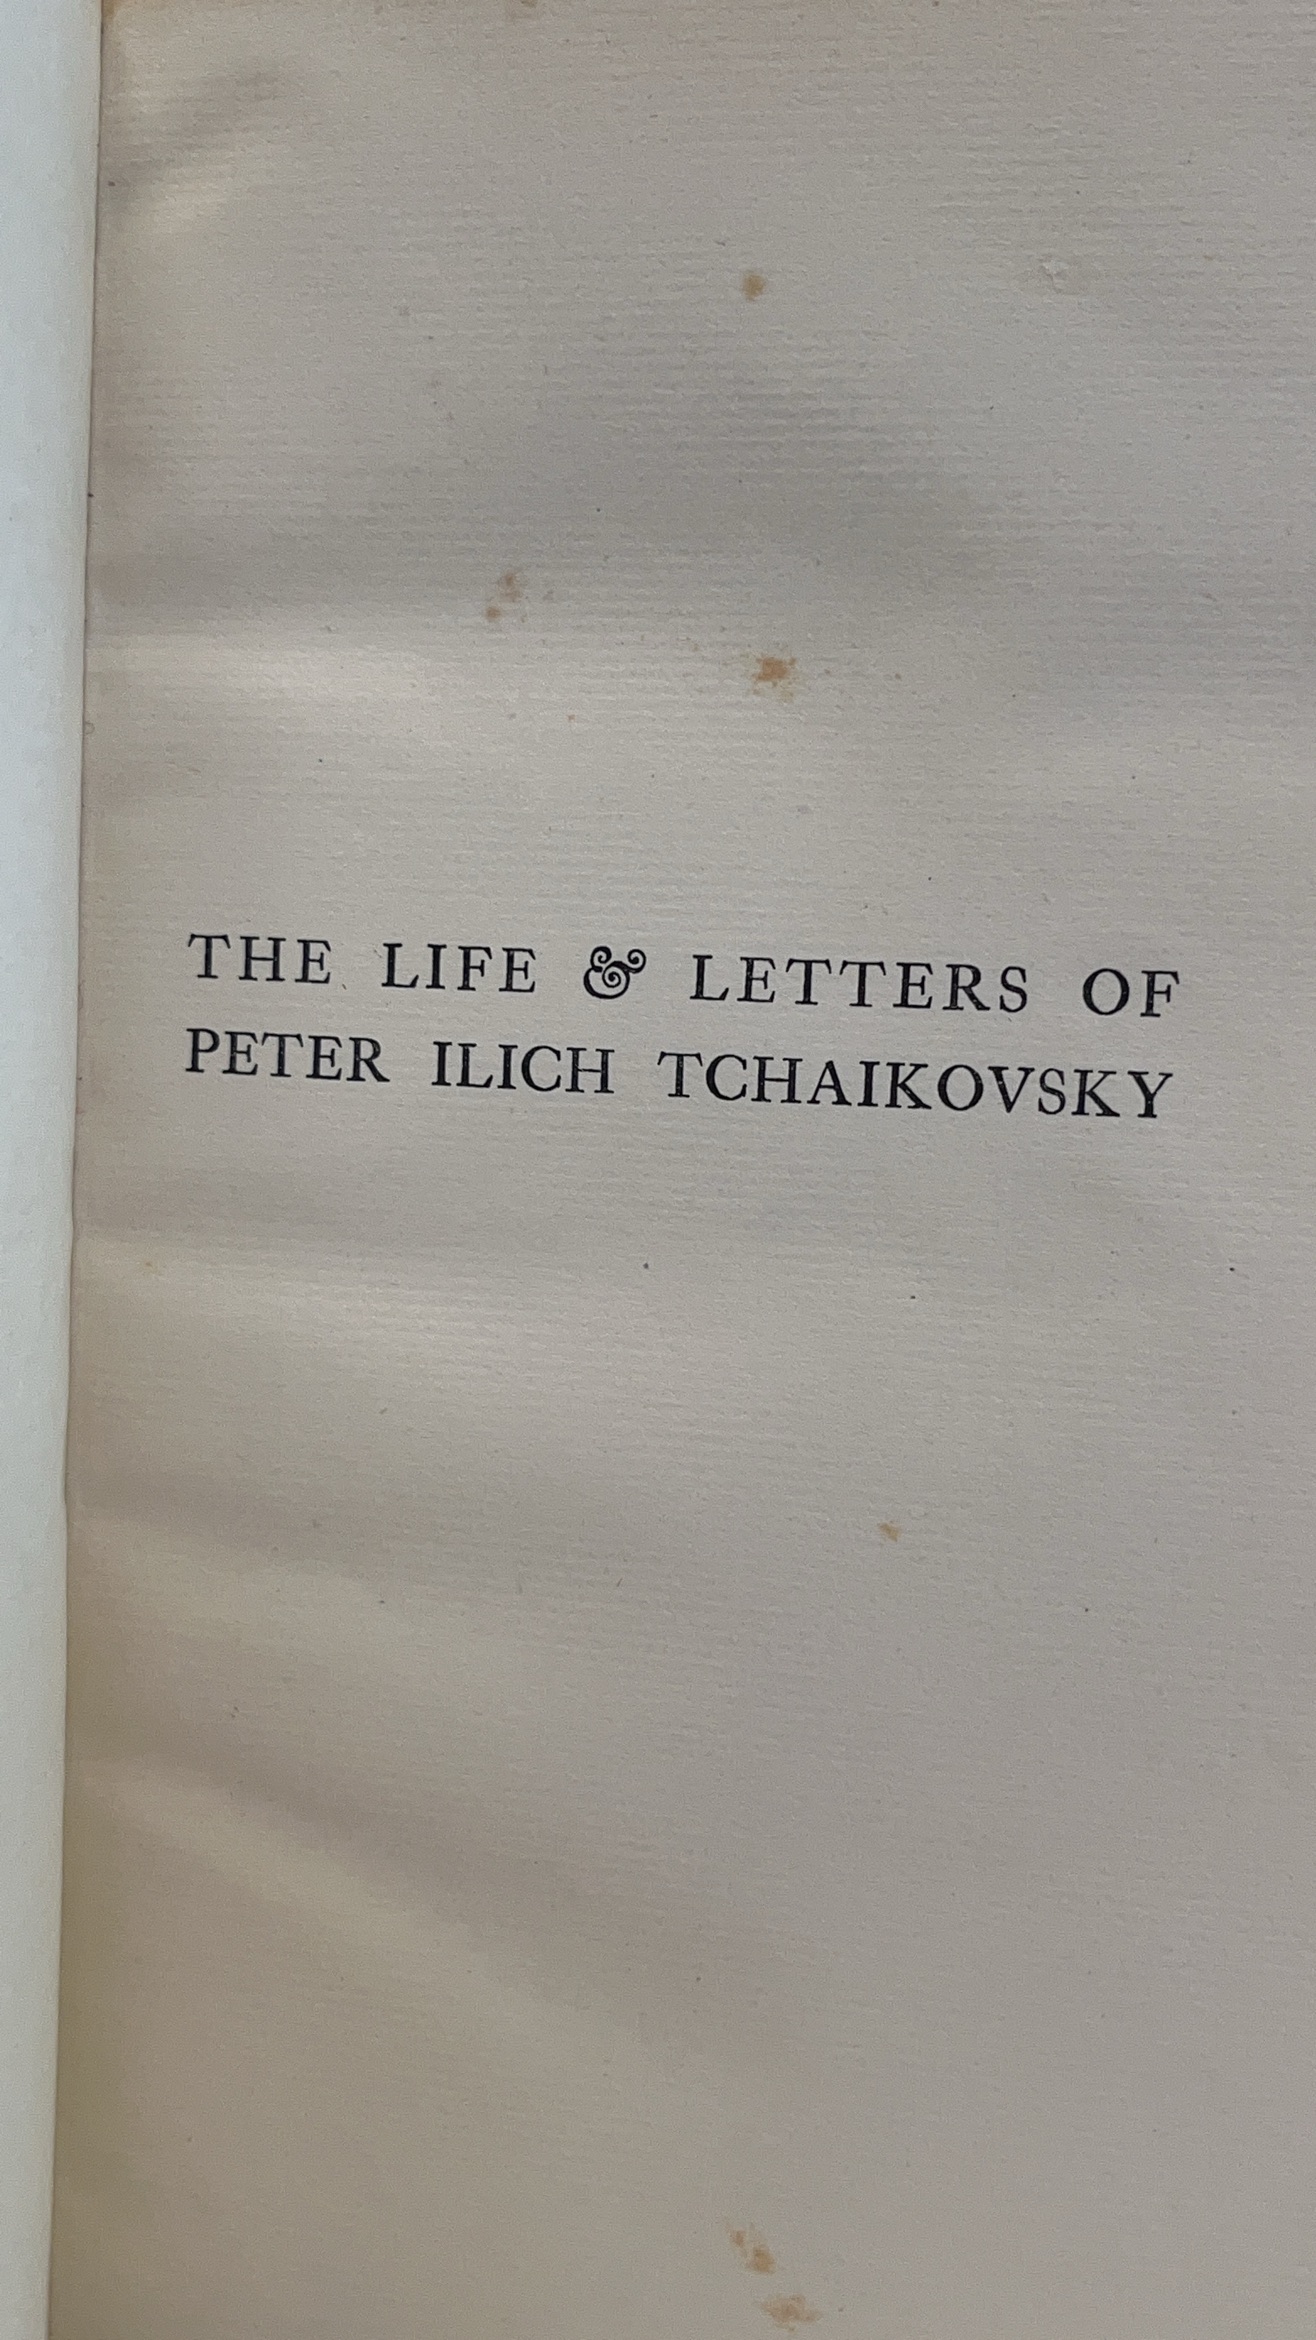 THE LIFE & LETTERS OF
PETER ILICH TCHAIKOVSKY